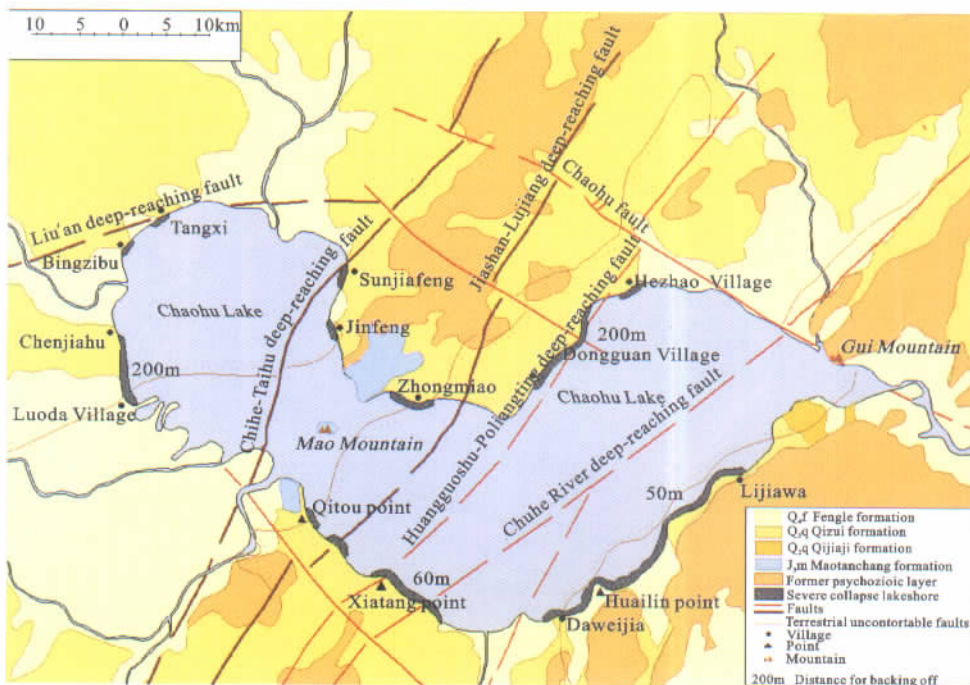 10 5 0 5 10km
Liu'an deep-reaching fault
Tangxi
Bingzibu
Chaohu Lake
Chenjiahu
200m
Luoda Village
Chihe-Taihu deep-reaching fault
Sunjiafeng
Jinfeng
Zhongmiao
Mao Mountain
Jiashan-Lujiang deep-reaching fault
Chaohu fault
Huangguoshu-Poliangting deep-reaching fault
Hezhao Village
200m
Dongguan Village
Chaohu Lake
Gui Mountain
Chuhe River deep-reaching fault
50m
Lijiawa
Qitou point
60m
Xiatang point
Huailin point
Daweijia
Q₄f Fengle formation
Q₃q Qizui formation
Q₂q Qijiaji formation
J₃m Maotanchang formation
Former psychozioic layer
Severe collapse lakeshore
Faults
Terrestrial uncontortable faults
Village
Point
Mountain
200m Distance for backing off